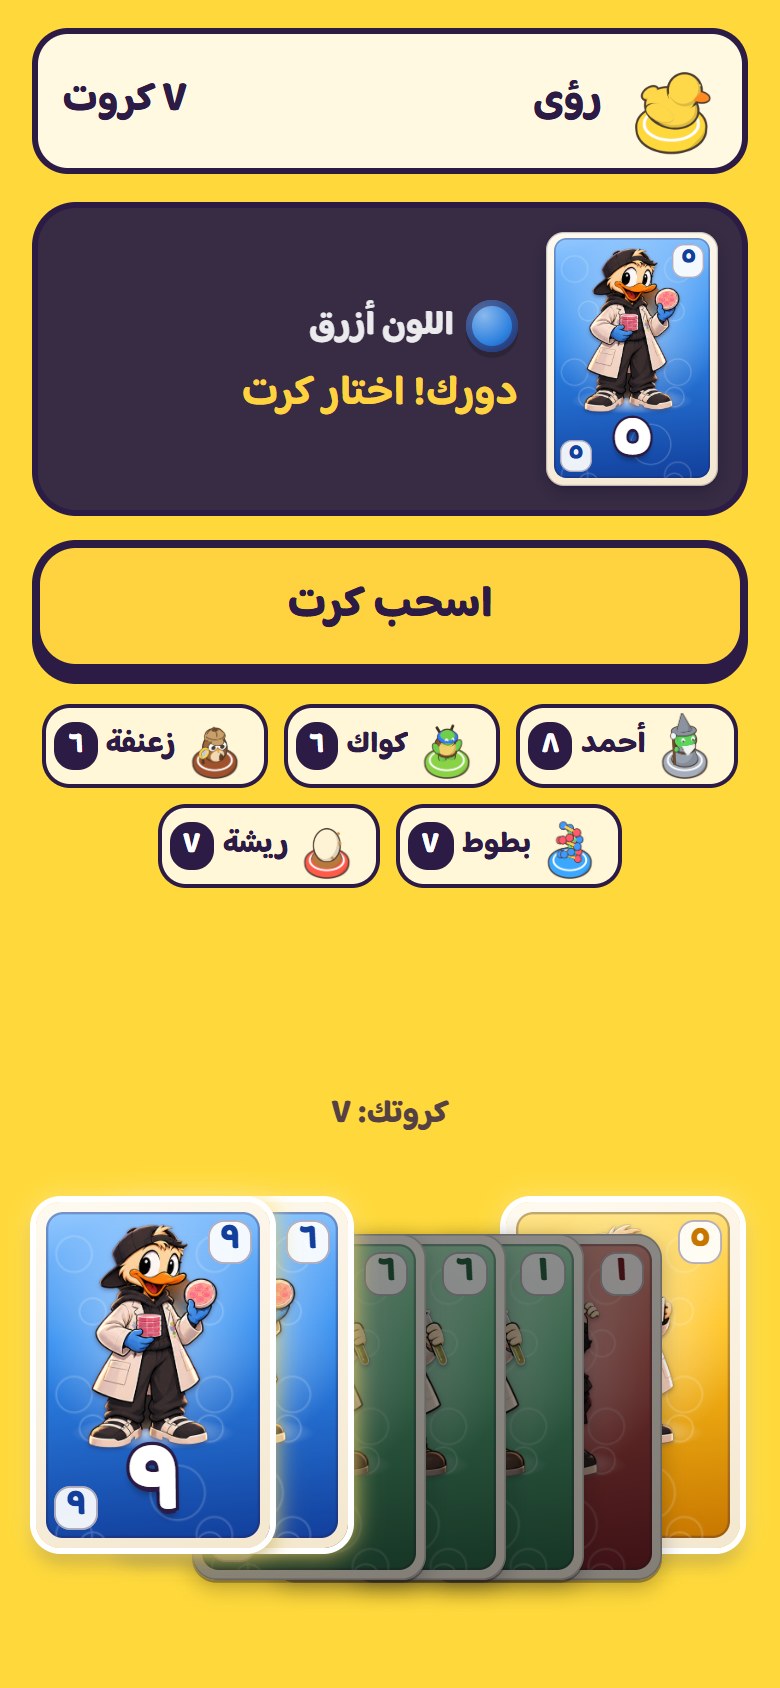 رؤى
٧ كروت
٥
اللون أزرق
دورك! اختار كرت
٥
٥
اسحب كرت
أحمد ٨
كواك ٦
زعنفة ٦
بطوط ٧
ريشة ٧
كروتك: ٧
٥
١
١
٦
٦
٦
٩
٩
٩